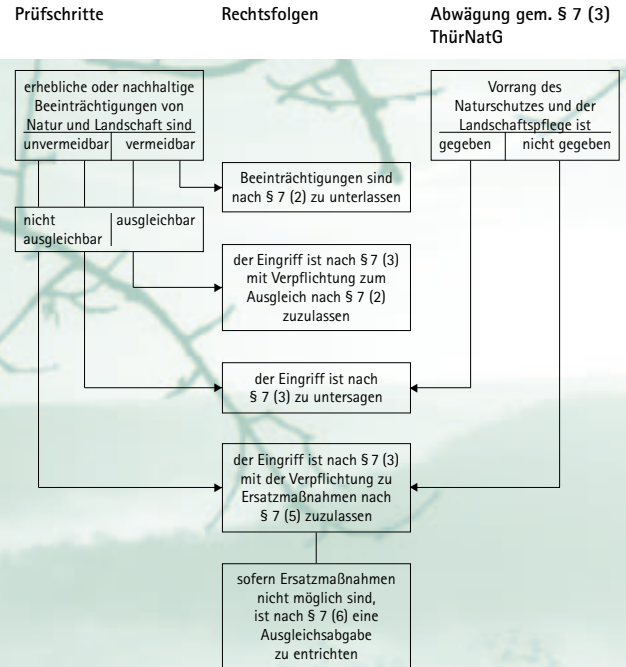 Prüfschritte
Rechtsfolgen
Abwägung gem. § 7 (3)
ThürNatG
erhebliche oder nachhaltige
Beeinträchtigungen von
Natur und Landschaft sind
unvermeidbar
vermeidbar
Vorrang des
Naturschutzes und der
Landschaftspflege ist
gegeben
nicht gegeben
Beeinträchtigungen sind
nach § 7 (2) zu unterlassen
nicht
ausgleichbar
ausgleichbar
der Eingriff ist nach § 7 (3)
mit Verpflichtung zum
Ausgleich nach § 7 (2)
zuzulassen
der Eingriff ist nach
§ 7 (3) zu untersagen
der Eingriff ist nach § 7 (3)
mit der Verpflichtung zu
Ersatzmaßnahmen nach
§ 7 (5) zuzulassen
sofern Ersatzmaßnahmen
nicht möglich sind,
ist nach § 7 (6) eine
Ausgleichsabgabe
zu entrichten